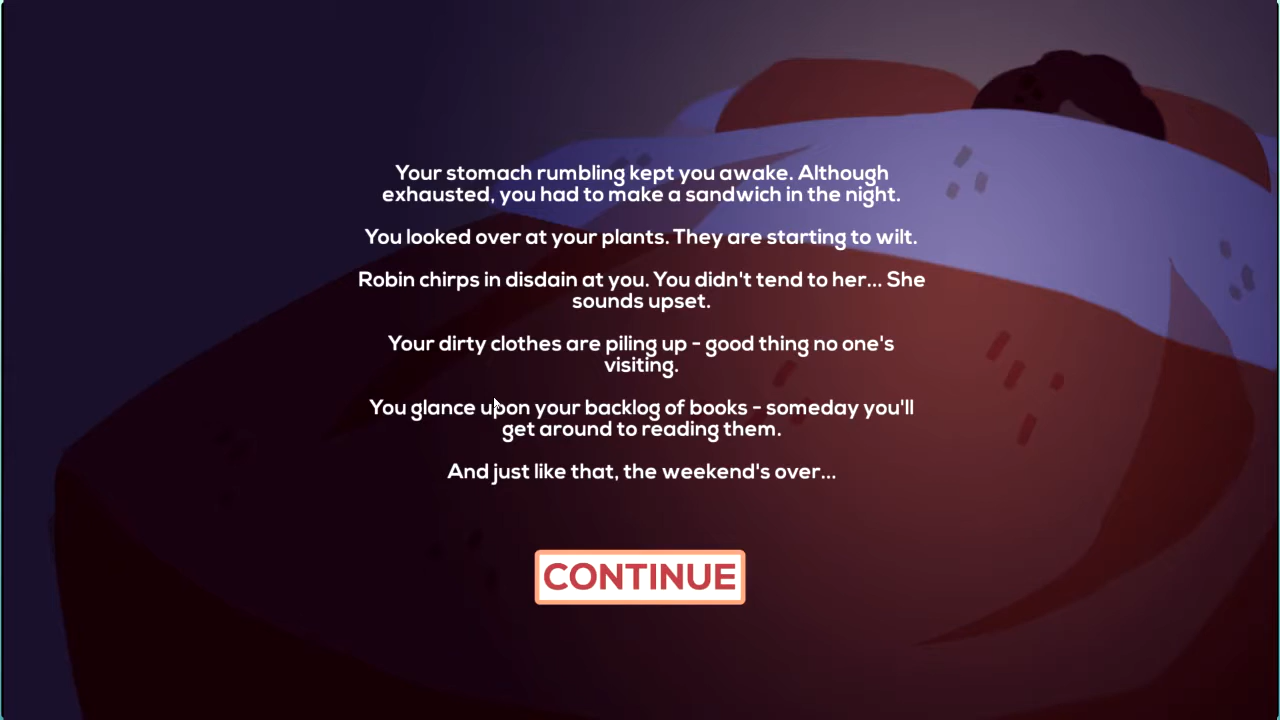 Your stomach rumbling kept you awake. Although
exhausted, you had to make a sandwich in the night.
You looked over at your plants. They are starting to wilt.
Robin chirps in disdain at you. You didn't tend to her... She
sounds upset.
Your dirty clothes are piling up - good thing no one's
visiting.
You glance upon your backlog of books - someday you'll
get around to reading them.
And just like that, the weekend's over...
CONTINUE